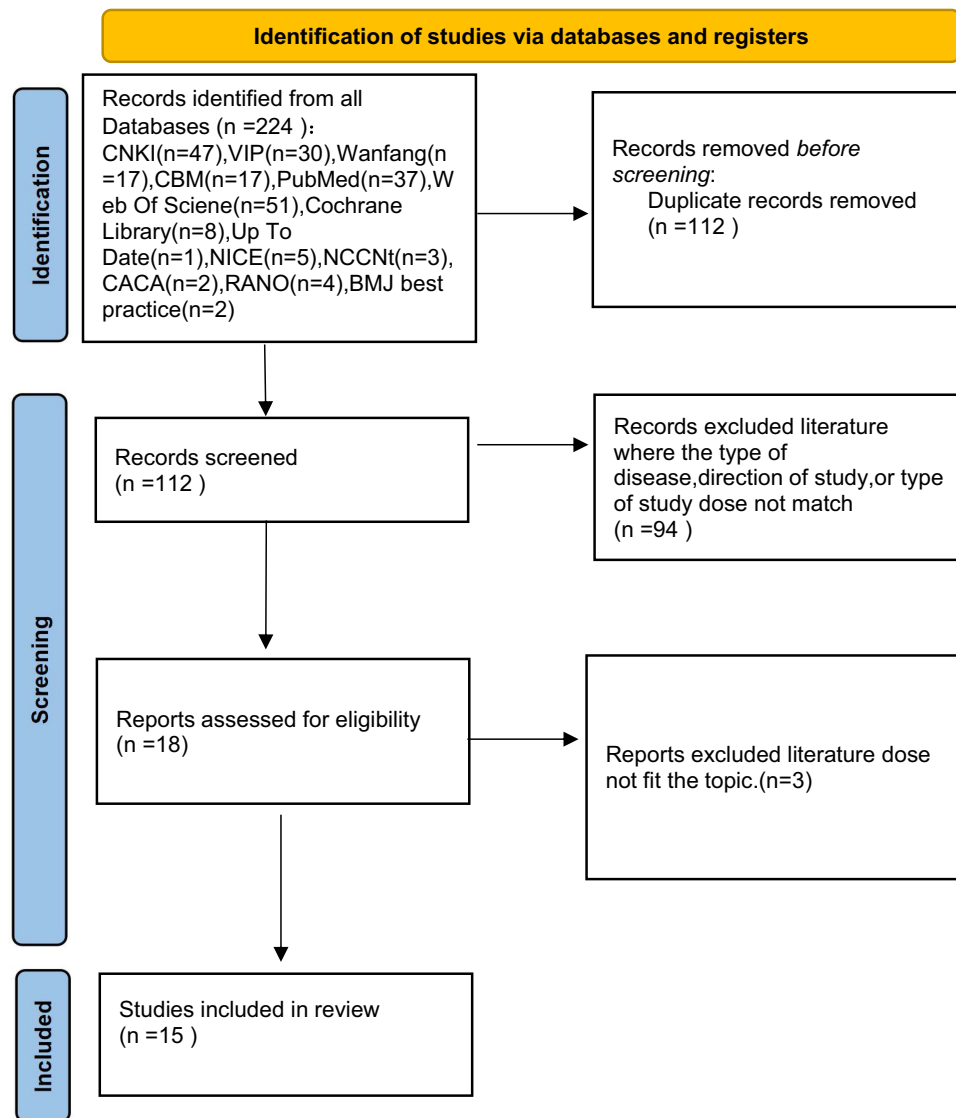 Identification of studies via databases and registers
Identification
Records identified from all
Databases (n =224 )：
CNKI(n=47),VIP(n=30),Wanfang(n
=17),CBM(n=17),PubMed(n=37),W
eb Of Sciene(n=51),Cochrane
Library(n=8),Up To
Date(n=1),NICE(n=5),NCCNt(n=3),
CACA(n=2),RANO(n=4),BMJ best
practice(n=2)
Records removed before
screening:
Duplicate records removed
(n =112 )
Screening
Records screened
(n =112 )
Records excluded literature
where the type of
disease,direction of study,or type
of study dose not match
(n =94 )
Reports assessed for eligibility
(n =18)
Reports excluded literature dose
not fit the topic.(n=3)
Included
Studies included in review
(n =15 )